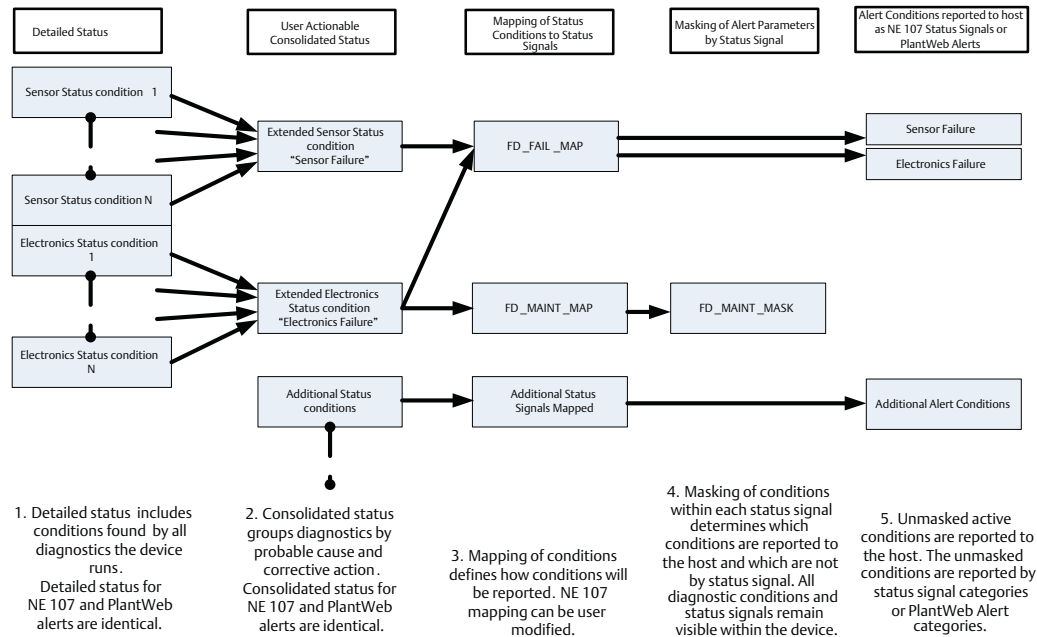 Detailed Status
User Actionable
Consolidated Status
Mapping of Status
Conditions to Status
Signals
Masking of Alert Parameters
by Status Signal
Alert Conditions reported to host
as NE 107 Status Signals or
PlantWeb Alerts
Sensor Status condition 1
Sensor Status condition N
Electronics Status condition
1
Electronics Status condition
N
Extended Sensor Status
condition
“Sensor Failure”
Extended Electronics
Status condition
“Electronics Failure”
Additional Status
conditions
FD_FAIL_MAP
FD_MAINT_MAP
Additional Status
Signals Mapped
FD_MAINT_MASK
Sensor Failure
Electronics Failure
Additional Alert Conditions
1. Detailed status includes
conditions found by all
diagnostics the device
runs.
Detailed status for
NE 107 and PlantWeb
alerts are identical.
2. Consolidated status
groups diagnostics by
probable cause and
corrective action.
Consolidated status for
NE 107 and PlantWeb
alerts are identical.
3. Mapping of conditions
defines how conditions will
be reported. NE 107
mapping can be user
modified.
4. Masking of conditions
within each status signal
determines which
conditions are reported to
the host and which are not
by status signal. All
diagnostic conditions and
status signals remain
visible within the device.
5. Unmasked active
conditions are reported to
the host. The unmasked
conditions are reported by
status signal categories
or PlantWeb Alert
categories.